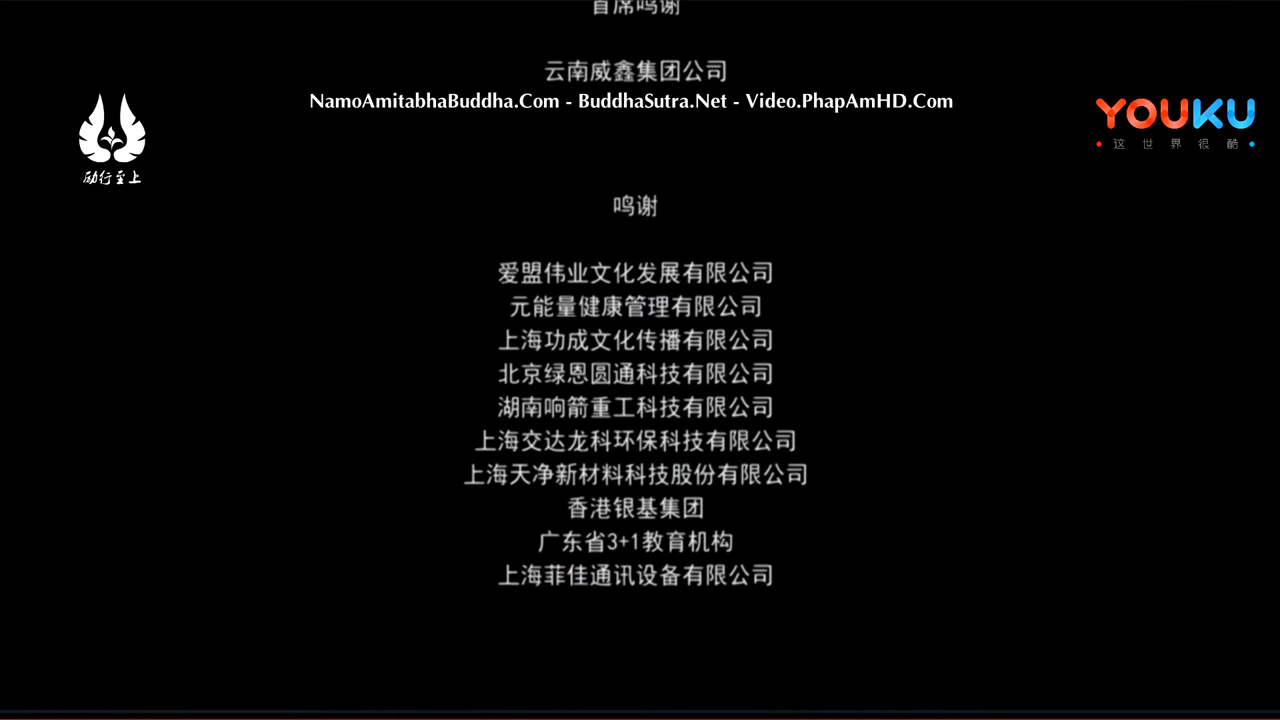 首席鸣谢
云南威鑫集团公司
NamoAmitabhaBuddha.Com - BuddhaSutra.Net - Video.PhapAmHD.Com
YOUKU
这世界很酷
励行至上
鸣谢
爱盟伟业文化发展有限公司
元能量健康管理有限公司
上海功成文化传播有限公司
北京绿恩圆通科技有限公司
湖南响箭重工科技有限公司
上海交达龙科环保科技有限公司
上海天净新材料科技股份有限公司
香港银基集团
广东省3+1教育机构
上海菲佳通讯设备有限公司